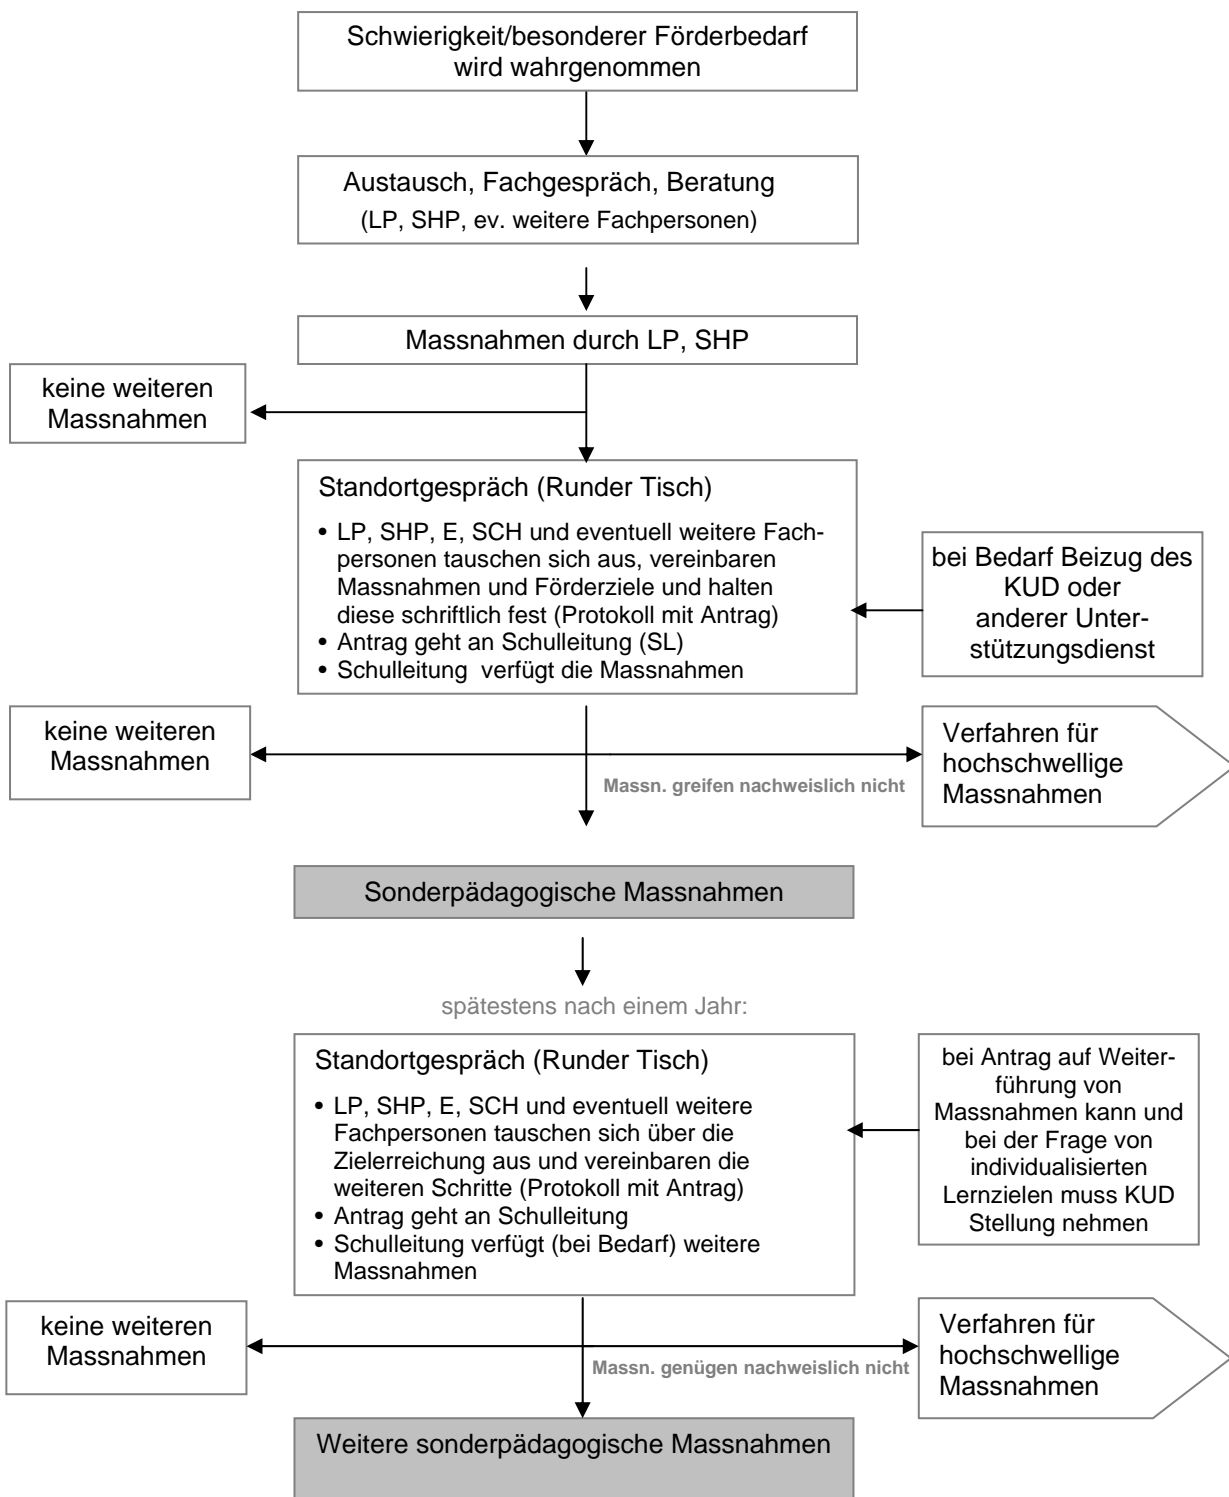 Schwierigkeit/besonderer Förderbedarf
wird wahrgenommen
Austausch, Fachgespräch, Beratung
(LP, SHP, ev. weitere Fachpersonen)
Massnahmen durch LP, SHP
keine weiteren
Massnahmen
Standortgespräch (Runder Tisch)
• LP, SHP, E, SCH und eventuell weitere Fach-
personen tauschen sich aus, vereinbaren
Massnahmen und Förderziele und halten
diese schriftlich fest (Protokoll mit Antrag)
• Antrag geht an Schulleitung (SL)
• Schulleitung verfügt die Massnahmen
bei Bedarf Beizug des
KUD oder
anderer Unter-
stützungsdienst
keine weiteren
Massnahmen
Massn. greifen nachweislich nicht
Verfahren für
hochschwellige
Massnahmen
Sonderpädagogische Massnahmen
spätestens nach einem Jahr:
Standortgespräch (Runder Tisch)
• LP, SHP, E, SCH und eventuell weitere
Fachpersonen tauschen sich über die
Zielerreichung aus und vereinbaren die
weiteren Schritte (Protokoll mit Antrag)
• Antrag geht an Schulleitung
• Schulleitung verfügt (bei Bedarf) weitere
Massnahmen
bei Antrag auf Weiter-
führung von
Massnahmen kann und
bei der Frage von
individualisierten
Lernzielen muss KUD
Stellung nehmen
keine weiteren
Massnahmen
Massn. genügen nachweislich nicht
Verfahren für
hochschwellige
Massnahmen
Weitere sonderpädagogische Massnahmen